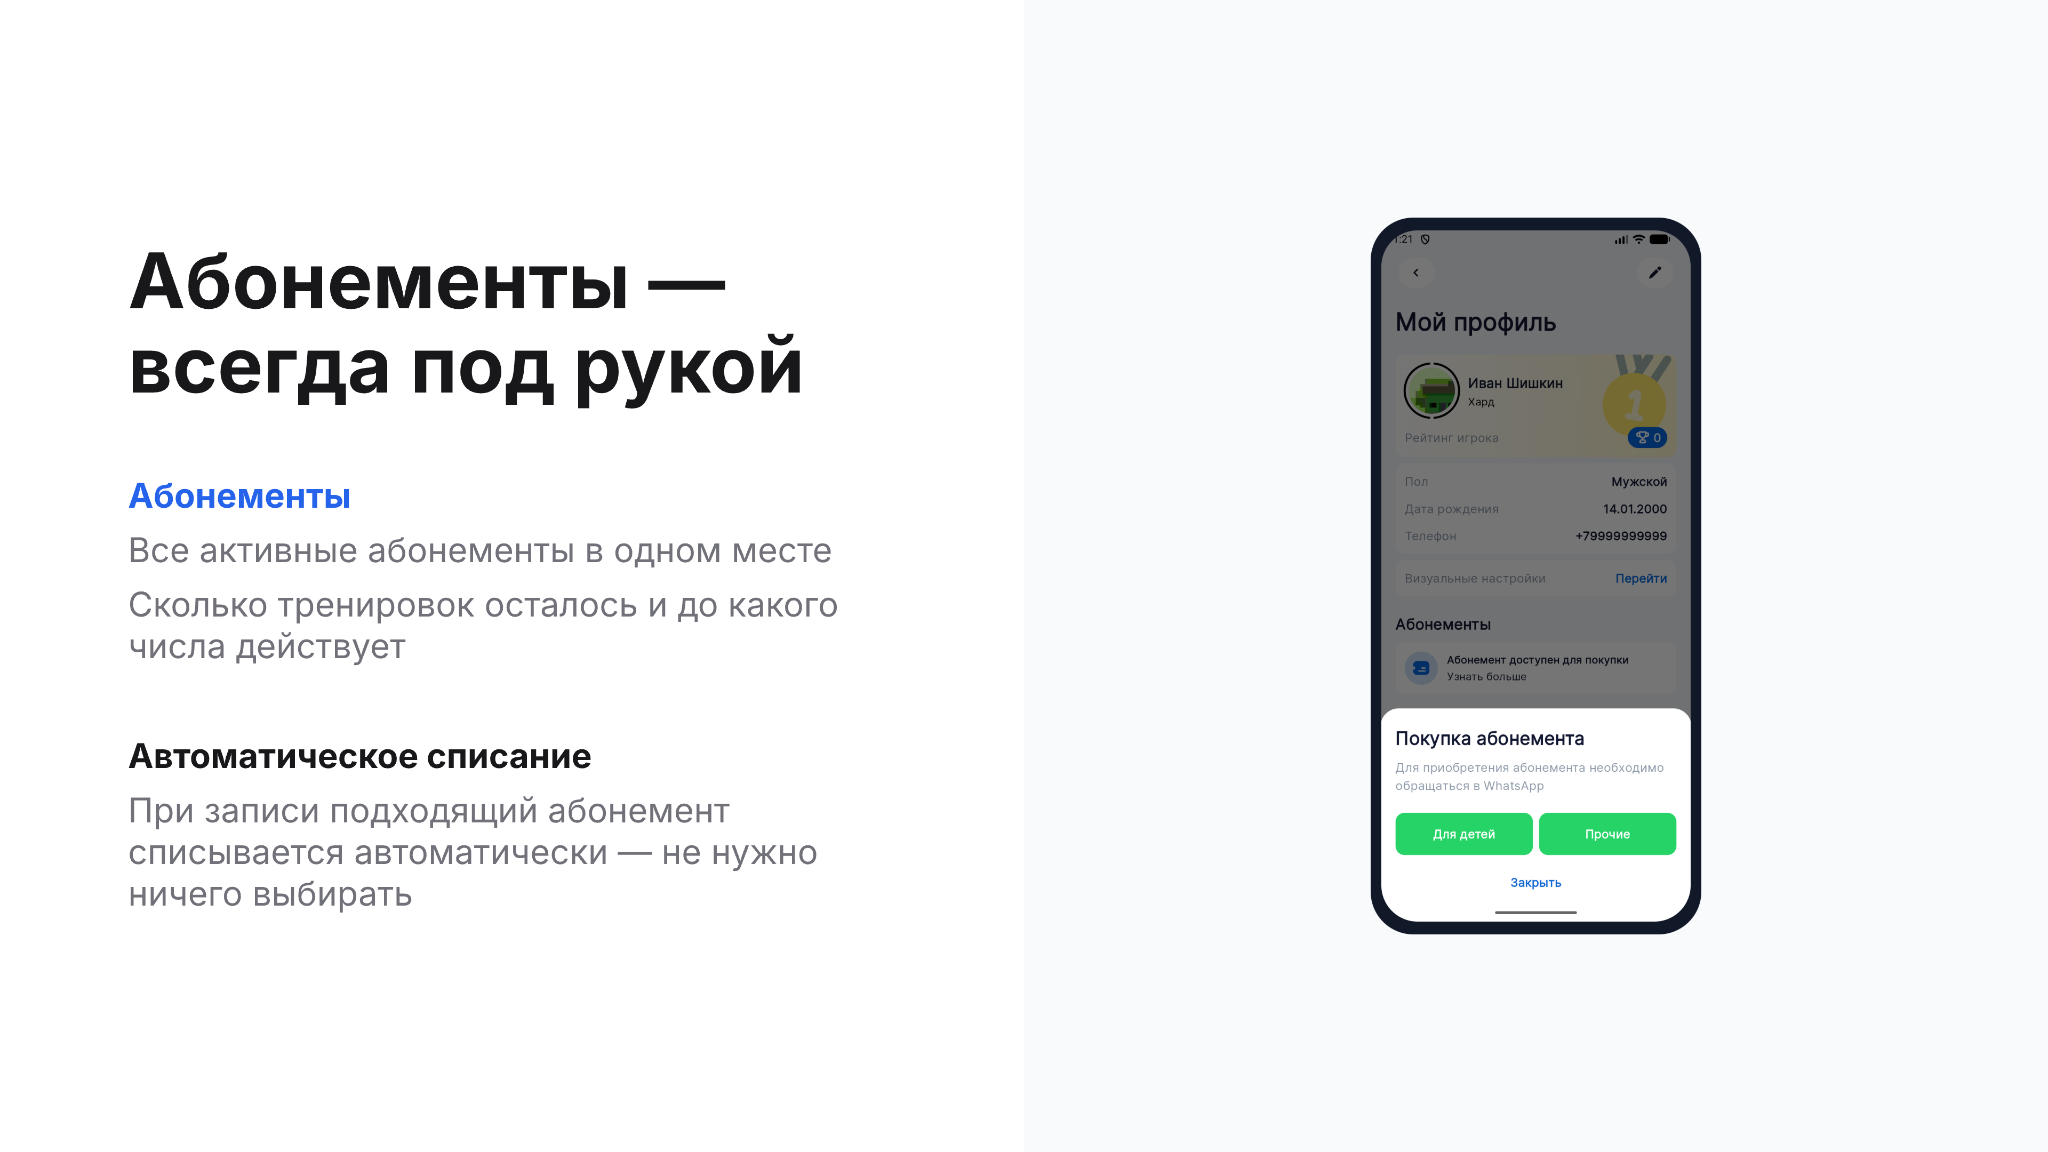 Абонементы —
всегда под рукой
Абонементы
Все активные абонементы в одном месте
Сколько тренировок осталось и до какого
числа действует
Автоматическое списание
При записи подходящий абонемент
списывается автоматически — не нужно
ничего выбирать
1:21
Мой профиль
Иван Шишкин
Хард
1
Рейтинг игрока
0
Пол
Мужской
Дата рождения
14.01.2000
Телефон
+79999999999
Визуальные настройки
Перейти
Абонементы
Абонемент доступен для покупки
Узнать больше
Покупка абонемента
Для приобретения абонемента необходимо
обращаться в WhatsApp
Для детей
Прочие
Закрыть